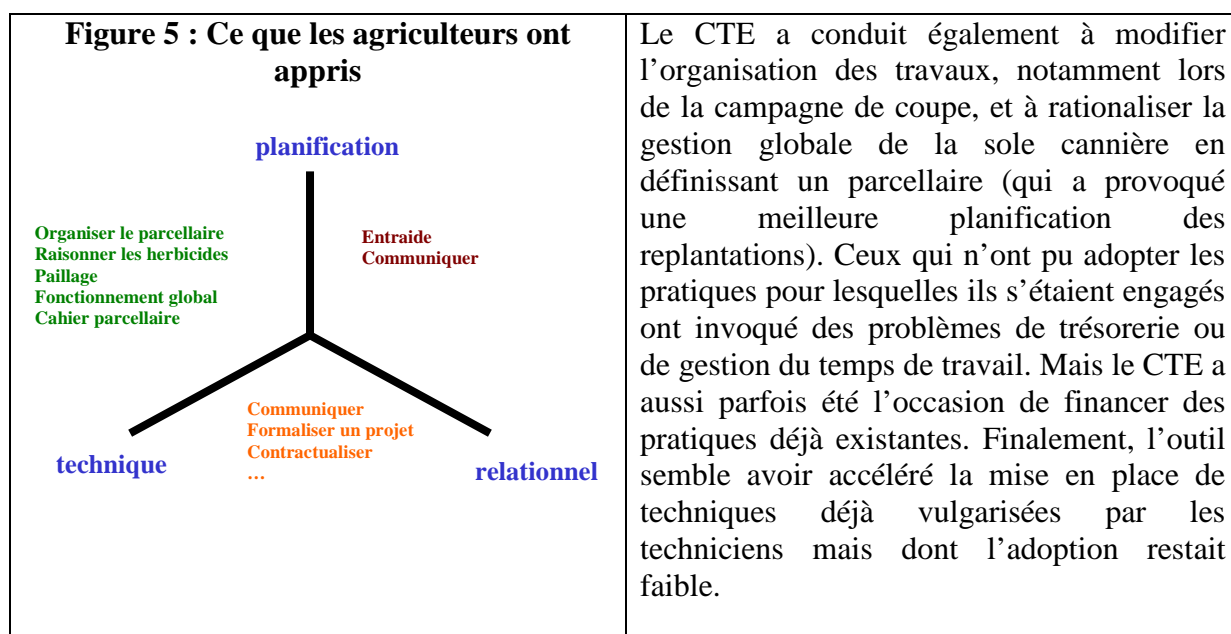 Figure 5 : Ce que les agriculteurs ont
appris
planification
Organiser le parcellaire
Raisonner les herbicides
Paillage
Fonctionnement global
Cahier parcellaire
Entraide
Communiquer
Communiquer
Formaliser un projet
Contractualiser
…
technique
relationnel
Le CTE a conduit également à modifier
l’organisation des travaux, notamment lors
de la campagne de coupe, et à rationaliser la
gestion globale de la sole cannière en
définissant un parcellaire (qui a provoqué
une meilleure planification des
replantations). Ceux qui n’ont pu adopter les
pratiques pour lesquelles ils s’étaient engagés
ont invoqué des problèmes de trésorerie ou
de gestion du temps de travail. Mais le CTE a
aussi parfois été l’occasion de financer des
pratiques déjà existantes. Finalement, l’outil
semble avoir accéléré la mise en place de
techniques déjà vulgarisées par les
techniciens mais dont l’adoption restait
faible.